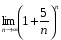 lim_{n→∞} (1 + 5/n)^n